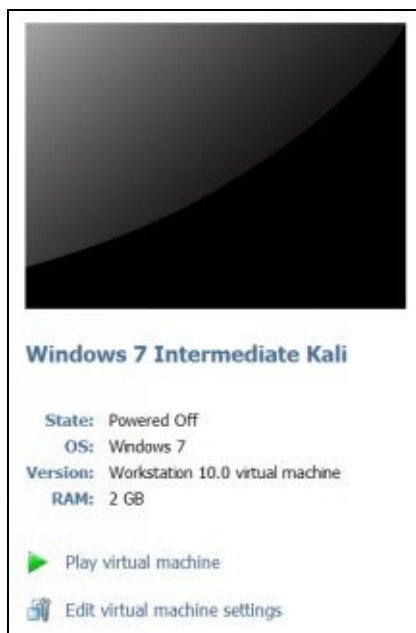 Windows 7 Intermediate Kali
State: Powered Off
OS: Windows 7
Version: Workstation 10.0 virtual machine
RAM: 2 GB
Play virtual machine
Edit virtual machine settings